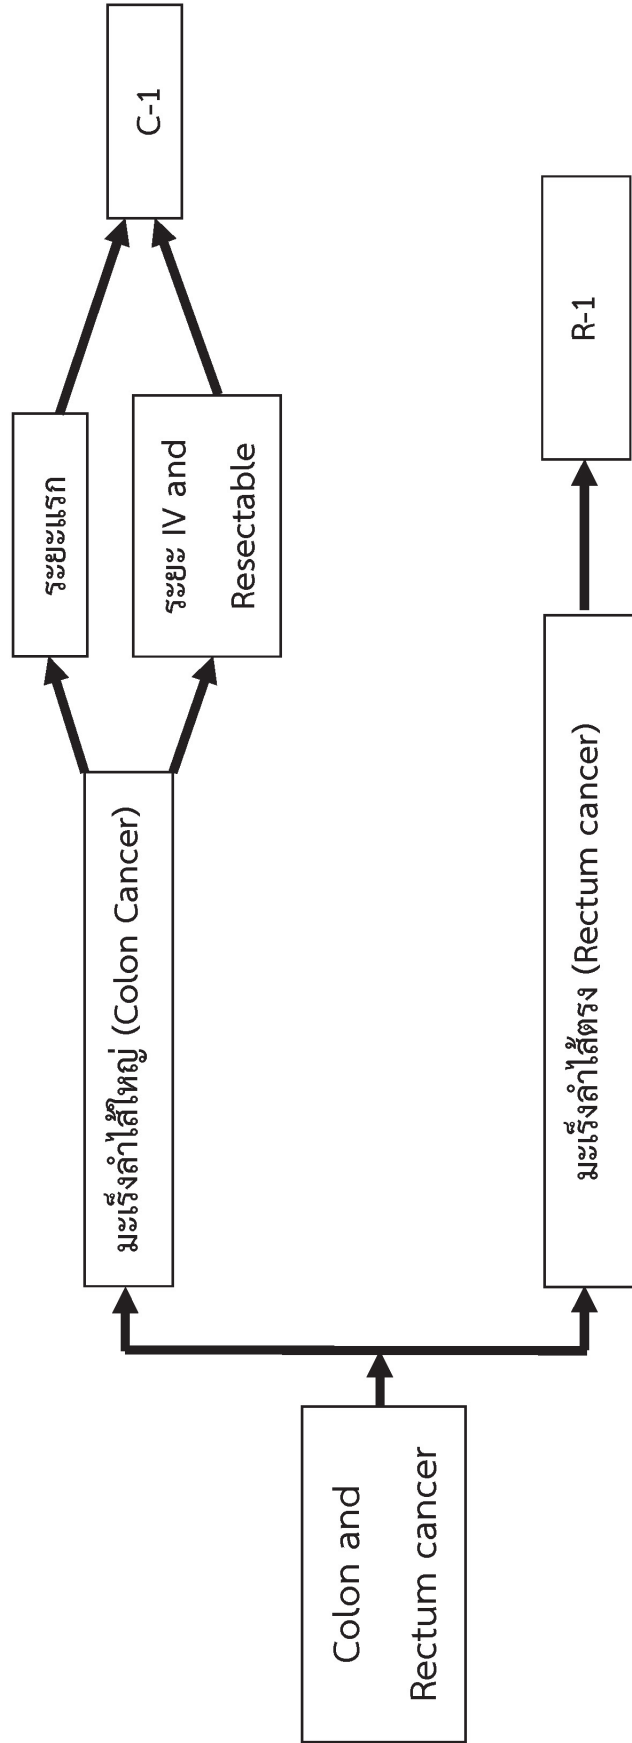 Colon and
Rectum cancer
มะเร็งลำไส้ใหญ่ (Colon Cancer)
ระยะแรก
ระยะ IV and
Resectable
C-1
มะเร็งลำไส้ตรง (Rectum cancer)
R-1